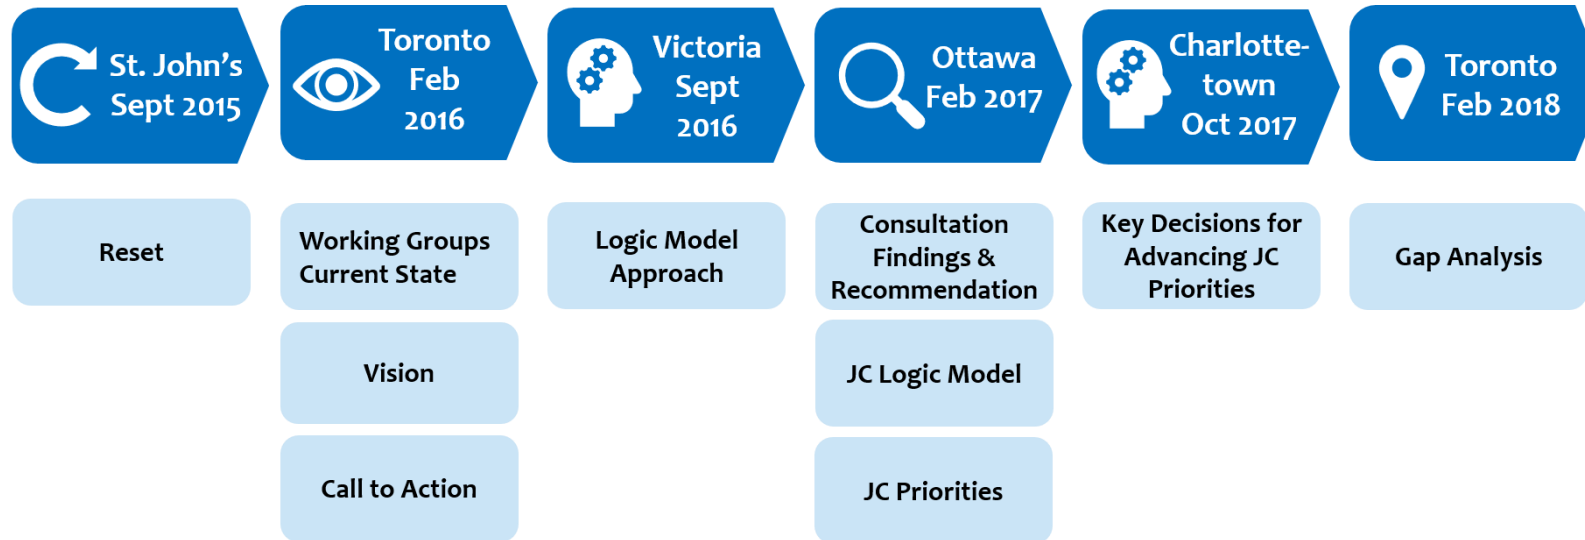 St. John’s
Sept 2015
Toronto
Feb
2016
Victoria
Sept
2016
Ottawa
Feb 2017
Charlotte-
town
Oct 2017
Toronto
Feb 2018
Reset
Working Groups
Current State
Vision
Call to Action
Logic Model
Approach
Consultation
Findings &
Recommendation
JC Logic Model
JC Priorities
Key Decisions for
Advancing JC
Priorities
Gap Analysis